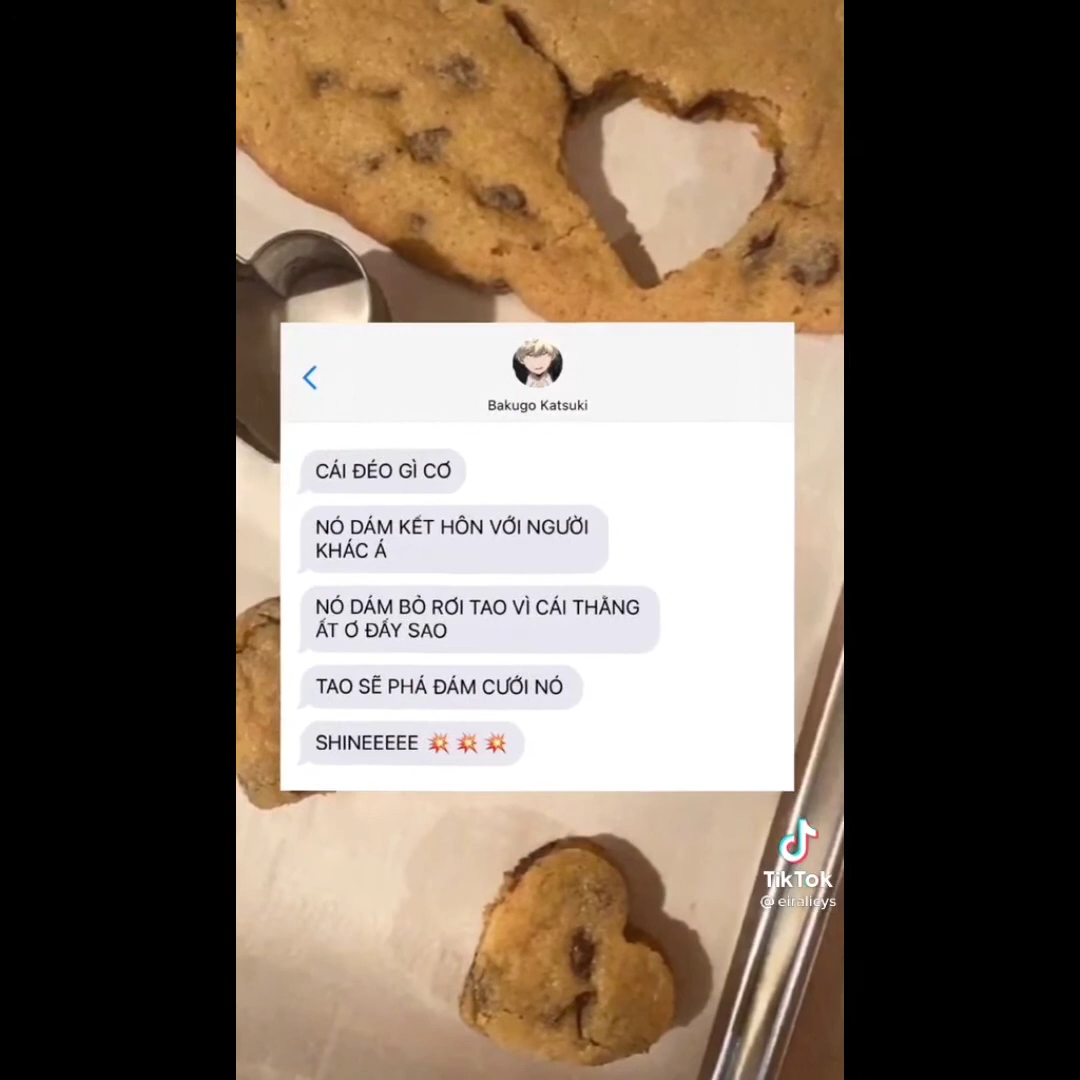 Bakugo Katsuki
CÁI ĐÉO GÌ CƠ
NÓ DÁM KẾT HÔN VỚI NGƯỜI
KHÁC Á
NÓ DÁM BỎ RƠI TAO VÌ CÁI THẰNG
ẤT Ơ ĐẤY SAO
TAO SẼ PHÁ ĐÁM CƯỚI NÓ
SHINEEEEE 💥💥💥
TikTok
@eiralicys